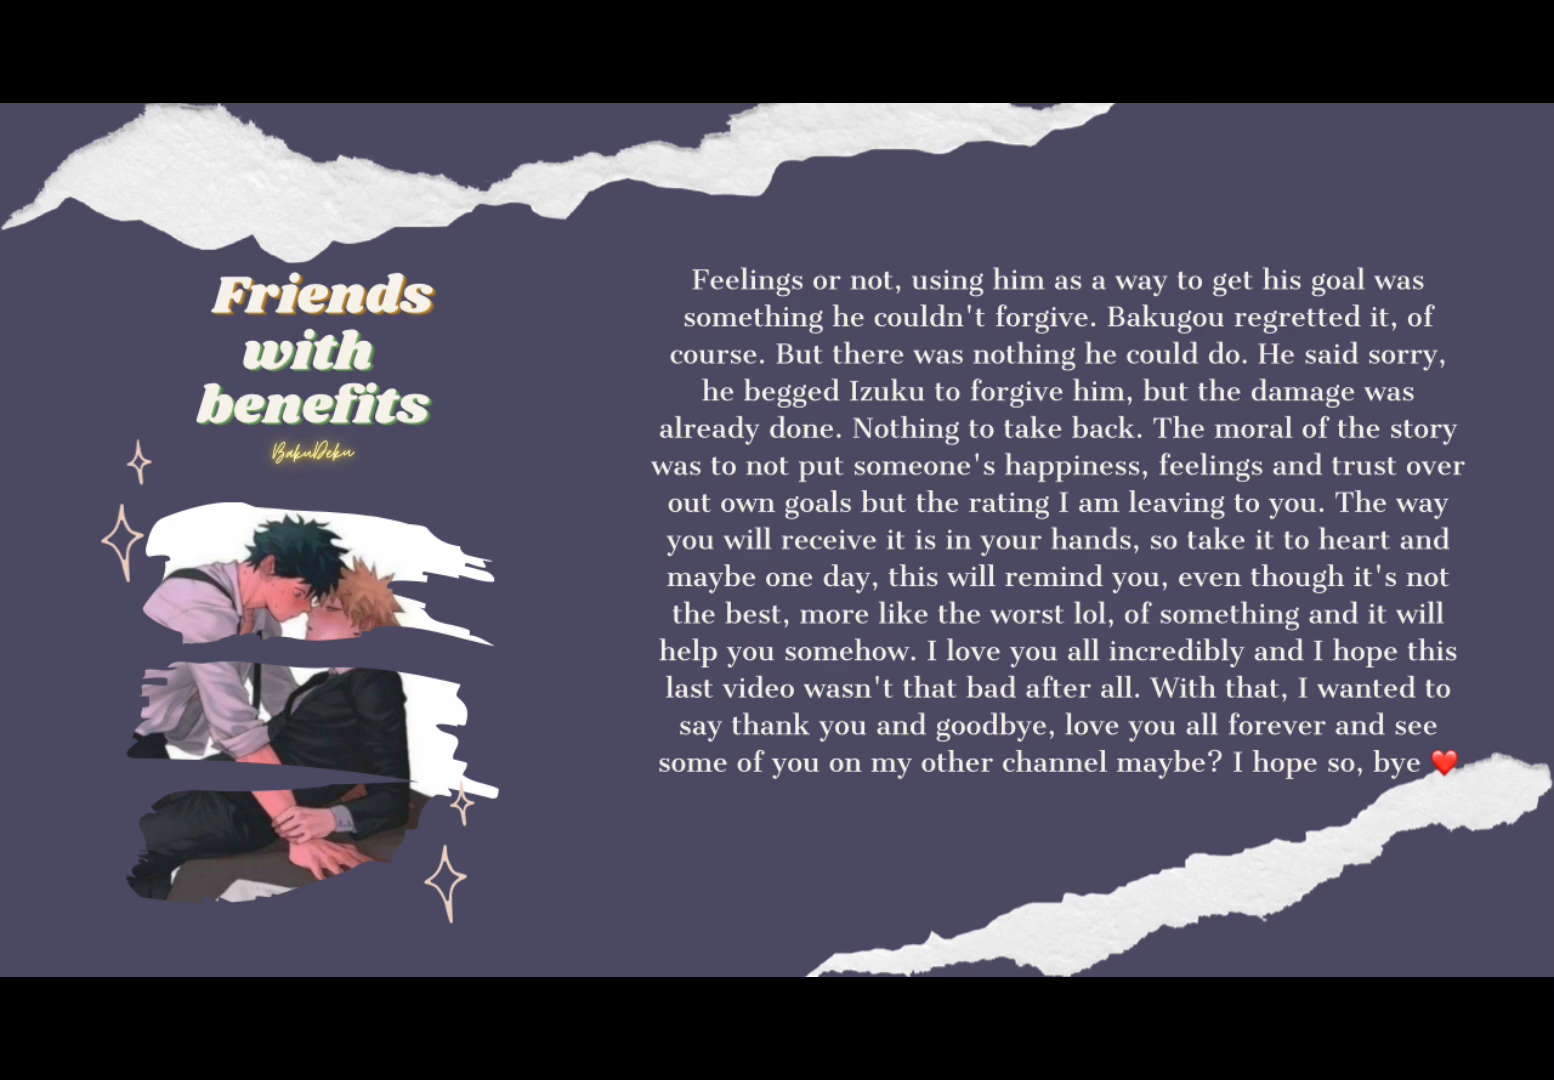 Friends
with
benefits
BakuDeku
Feelings or not, using him as a way to get his goal was
something he couldn't forgive. Bakugou regretted it, of
course. But there was nothing he could do. He said sorry,
he begged Izuku to forgive him, but the damage was
already done. Nothing to take back. The moral of the story
was to not put someone's happiness, feelings and trust over
out own goals but the rating I am leaving to you. The way
you will receive it is in your hands, so take it to heart and
maybe one day, this will remind you, even though it's not
the best, more like the worst lol, of something and it will
help you somehow. I love you all incredibly and I hope this
last video wasn't that bad after all. With that, I wanted to
say thank you and goodbye, love you all forever and see
some of you on my other channel maybe? I hope so, bye ❤️